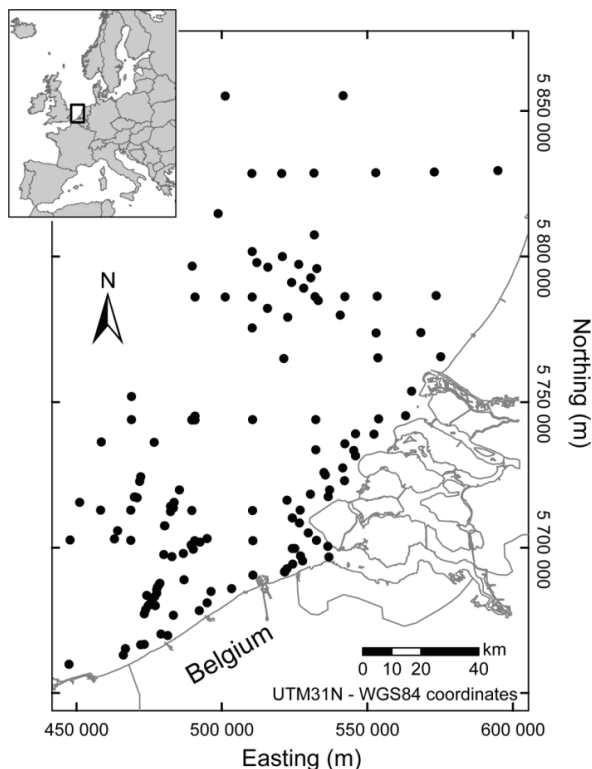 N
5 850 000
5 800 000
5 750 000
5 700 000
Northing (m)
Belgium
km
0 10 20 40
UTM31N - WGS84 coordinates
450 000 500 000 550 000 600 000
Easting (m)